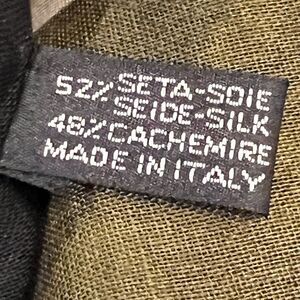 52% SETA-SOIE
SEIDE-SILK
48% CACHEMIRE
MADE IN ITALY